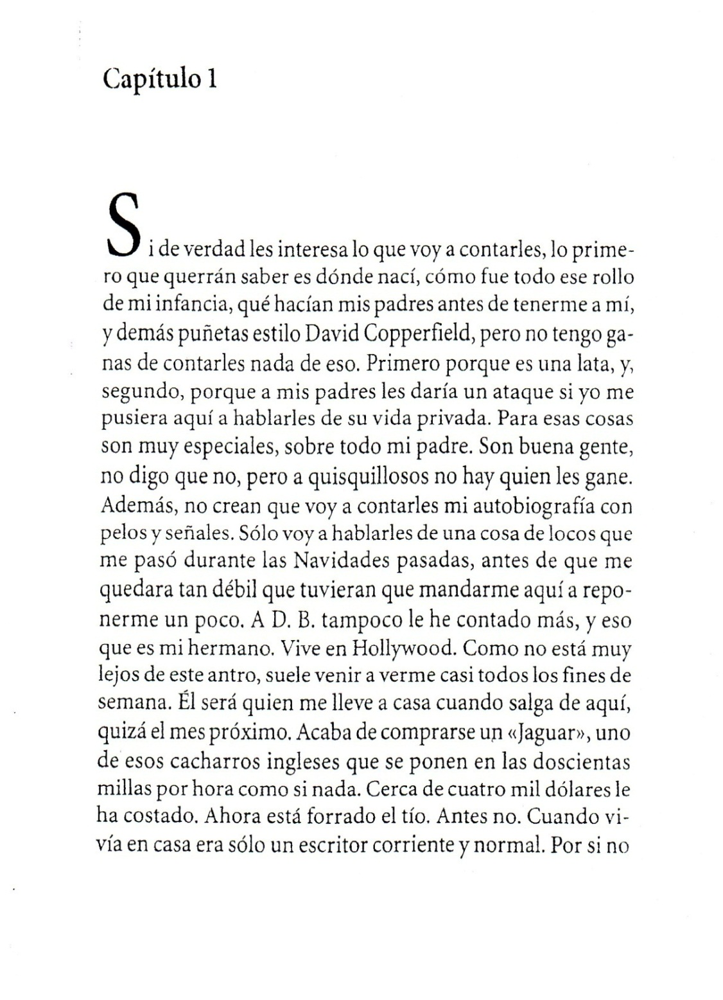 Capítulo 1
Si de verdad les interesa lo que voy a contarles, lo prime-
ro que querrán saber es dónde nací, cómo fue todo ese rollo
de mi infancia, qué hacían mis padres antes de tenerme a mí,
y demás puñetas estilo David Copperfield, pero no tengo ga-
nas de contarles nada de eso. Primero porque es una lata, y,
segundo, porque a mis padres les daría un ataque si yo me
pusiera aquí a hablarles de su vida privada. Para esas cosas
son muy especiales, sobre todo mi padre. Son buena gente,
no digo que no, pero a quisquillosos no hay quien les gane.
Además, no crean que voy a contarles mi autobiografía con
pelos y señales. Sólo voy a hablarles de una cosa de locos que
me pasó durante las Navidades pasadas, antes de que me
quedara tan débil que tuvieran que mandarme aquí a repo-
nerme un poco. A D. B. tampoco le he contado más, y eso
que es mi hermano. Vive en Hollywood. Como no está muy
lejos de este antro, suele venir a verme casi todos los fines de
semana. Él será quien me lleve a casa cuando salga de aquí,
quizá el mes próximo. Acaba de comprarse un «Jaguar», uno
de esos cacharros ingleses que se ponen en las doscientas
millas por hora como si nada. Cerca de cuatro mil dólares le
ha costado. Ahora está forrado el tío. Antes no. Cuando vi-
vía en casa era sólo un escritor corriente y normal. Por si no